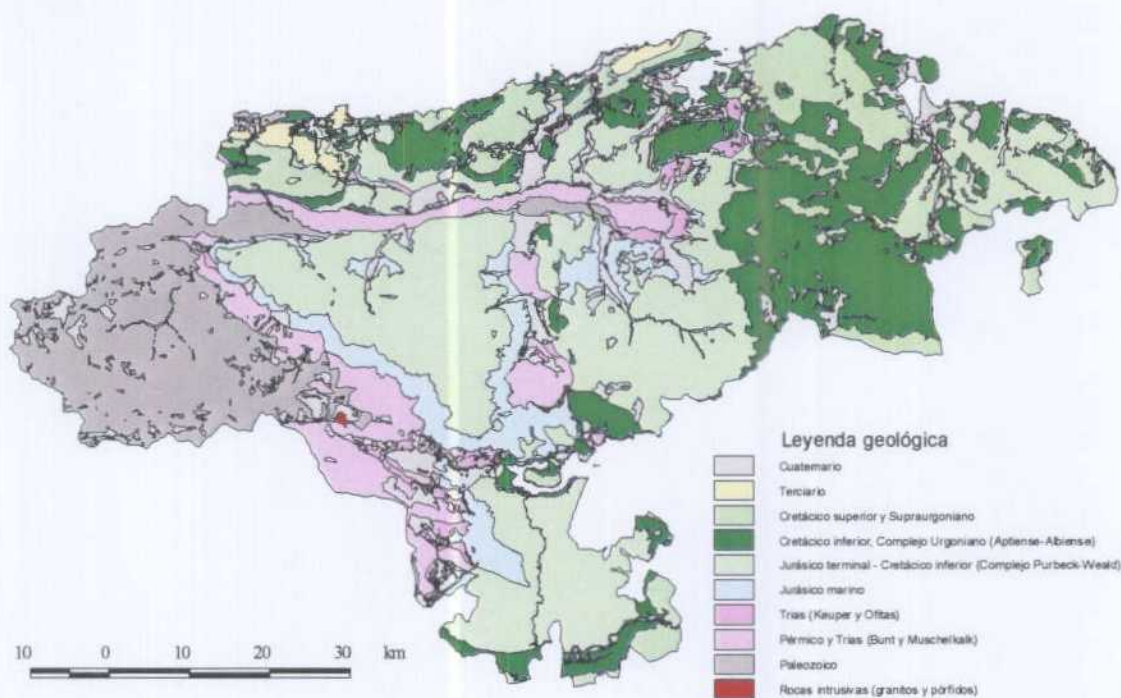 Leyenda geológica
Cuaternario
Terciario
Cretácico superior y Supraurgoniano
Cretácico inferior, Complejo Urgoniano (Aptiense-Albiense)
Jurásico terminal - Cretácico inferior (Complejo Purbeck-Weald)
Jurásico marino
Trias (Keuper y Ofitas)
Pérmico y Trias (Bunt y Muschelkalk)
Paleozoico
Rocas intrusivas (granitos y pórfidos)
10 0 10 20 30 km